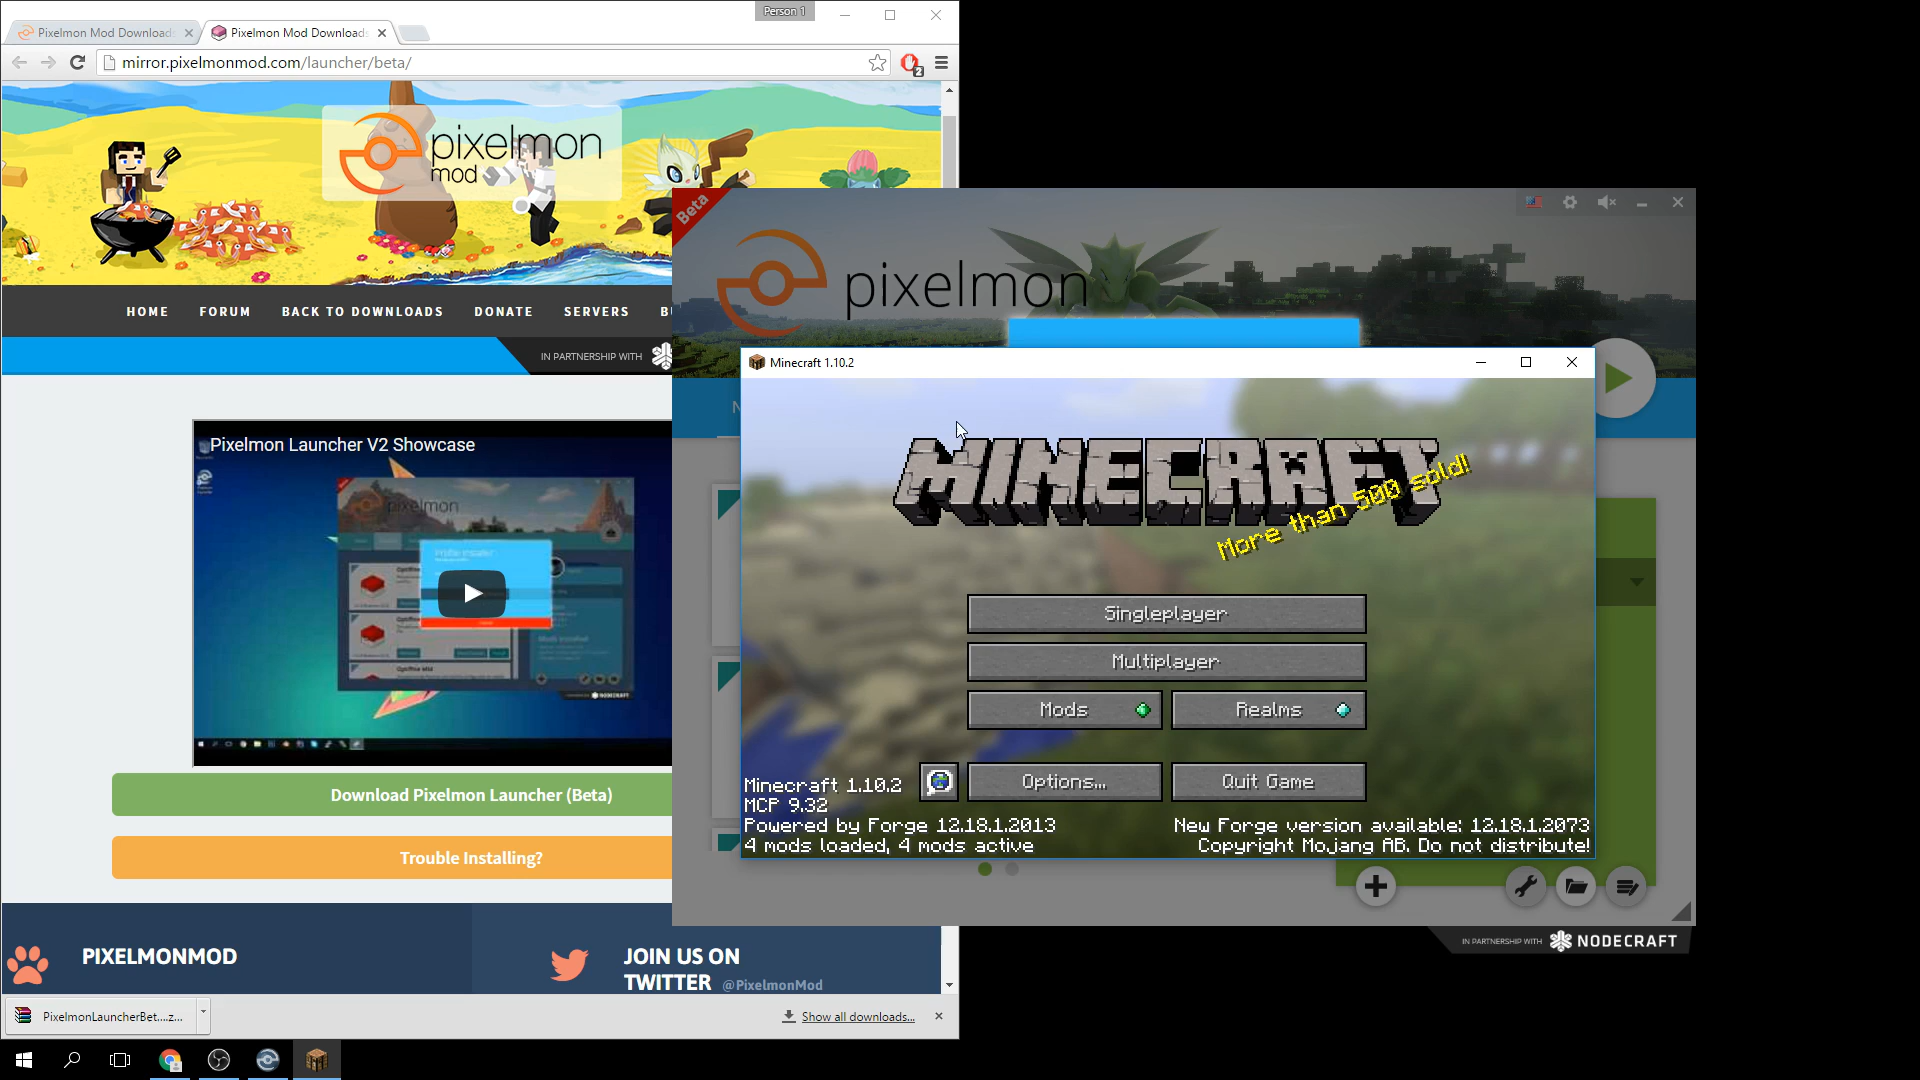 Person 1
Pixelmon Mod Downloads
Pixelmon Mod Downloads
mirror.pixelmonmod.com/launcher/beta/
2
pixelmon
mod
HOME
FORUM
BACK TO DOWNLOADS
DONATE
SERVERS
IN PARTNERSHIP WITH
Pixelmon Launcher V2 Showcase
pixelmon
NODECRAFT
Download Pixelmon Launcher (Beta)
Trouble Installing?
PIXELMONMOD
JOIN US ON
TWITTER @PixelmonMod
PixelmonLauncherBet....z...
Show all downloads...
Beta
pixelmon
Minecraft 1.10.2
MINECRAFT
More than 500 sold!
Singleplayer
Multiplayer
Mods
Realms
Options...
Quit Game
Minecraft 1.10.2
MCP 9.32
Powered by Forge 12.18.1.2013
4 mods loaded, 4 mods active
New Forge version available: 12.18.1.2073
Copyright Mojang AB. Do not distribute!
IN PARTNERSHIP WITH NODECRAFT